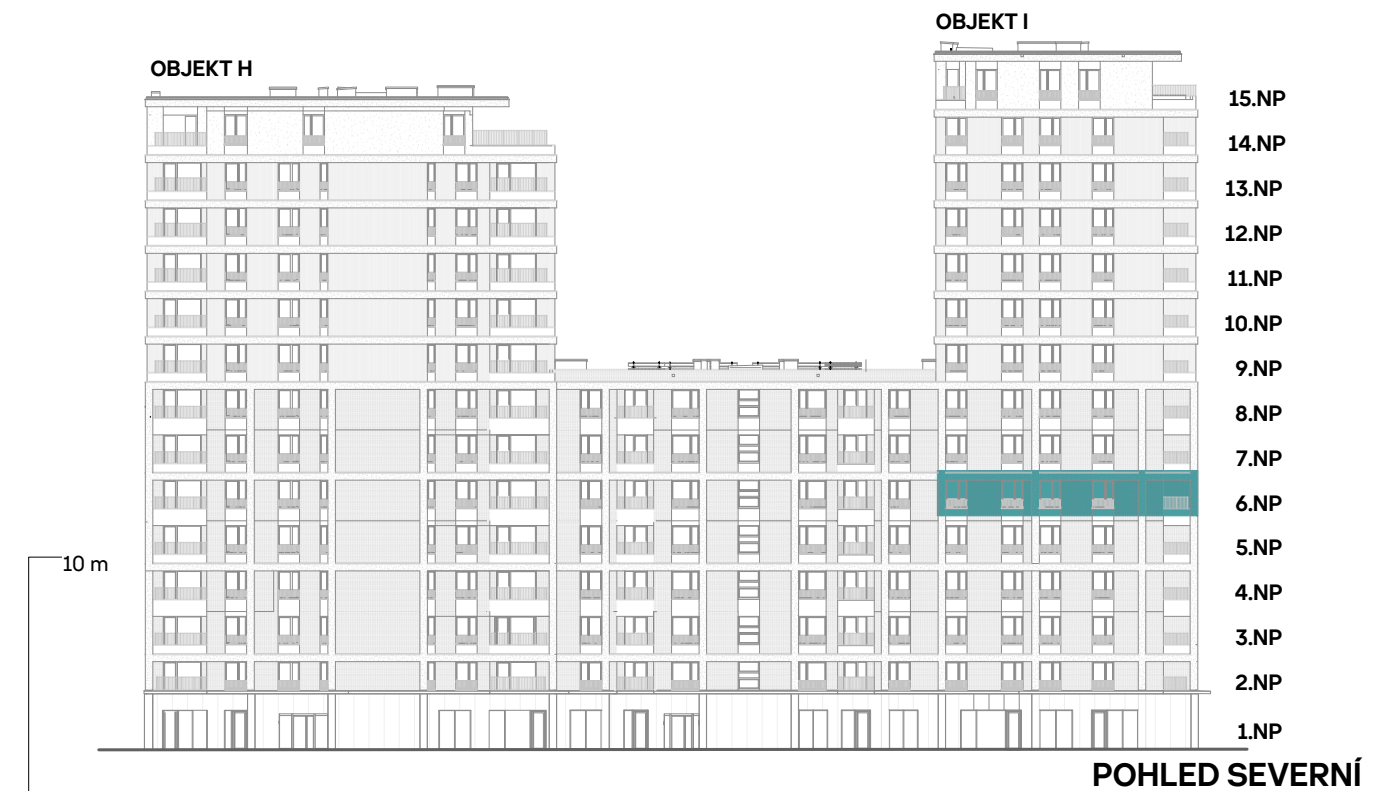 OBJEKT I
OBJEKT H
15.NP
14.NP
13.NP
12.NP
11.NP
10.NP
9.NP
8.NP
7.NP
6.NP
5.NP
10 m
4.NP
3.NP
2.NP
1.NP
POHLED SEVERNÍ